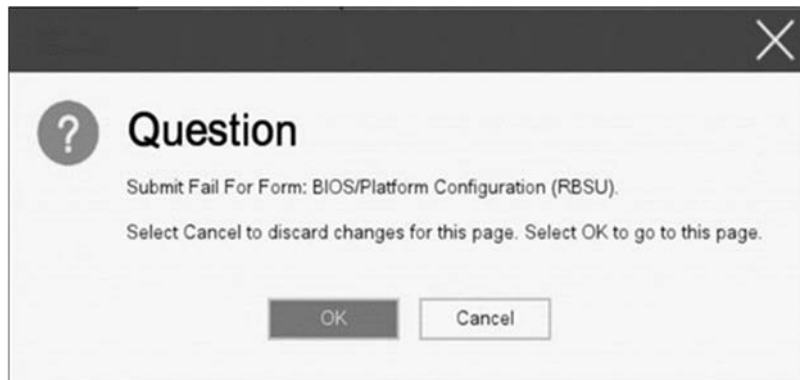 Question
Submit Fail For Form: BIOS/Platform Configuration (RBSU).
Select Cancel to discard changes for this page. Select OK to go to this page.
OK
Cancel